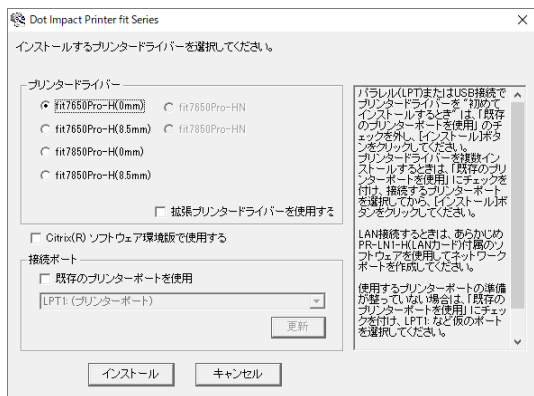 Dot Impact Printer fit Series
インストールするプリンタードライバーを選択してください。
プリンタードライバー
fit7650Pro-H(0mm) fit7650Pro-HN
fit7650Pro-H(8.5mm) fit7850Pro-HN
fit7850Pro-H(0mm)
fit7850Pro-H(8.5mm)
拡張プリンタードライバーを使用する
Citrix(R) ソフトウェア環境版で使用する
接続ポート
既存のプリンターポートを使用
LPT1: (プリンターポート)
更新
インストール キャンセル
パラレル(LPT)またはUSB接続で
プリンタードライバーを"初めて
インストールするとき"は、「既存
のプリンターポートを使用」のチ
ェックを外し、[インストール]ボタ
ンをクリックしてください。
プリンタードライバーを複数イン
ストールするときは、「既存のプリ
ンターポートを使用」にチェックを
付け、接続するプリンターポート
を選択してから、[インストール]ボ
タンをクリックしてください。
LAN接続するときは、あらかじめ
PR-LN1-H(LANカード)付属のソ
フトウェアを使用してネットワーク
ポートを作成してください。
使用するプリンターポートの準備
が整っていない場合は、「既存の
プリンターポートを使用」にチェッ
クを付け、LPT1: など仮のポート
を選択してください。